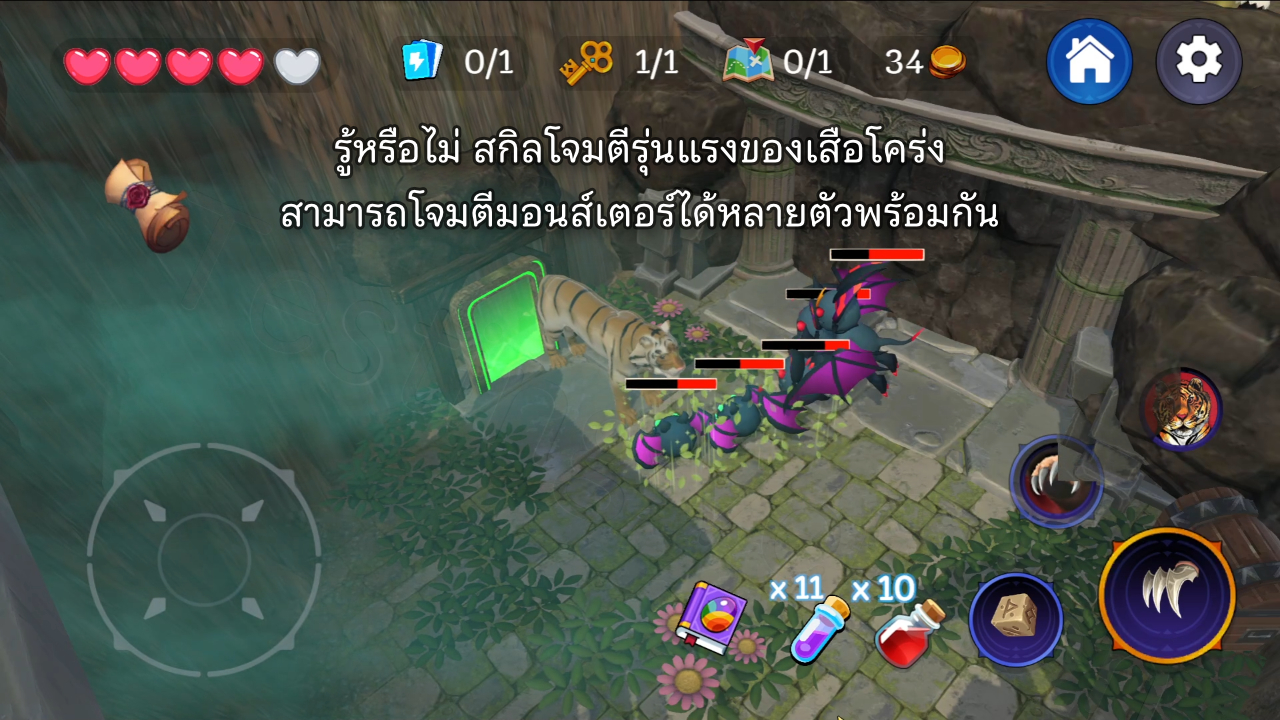 0/1 1/1 0/1 34
รู้หรือไม่ สกิลโจมตีรุนแรงของเสือโคร่ง
สามารถโจมตีมอนส์เตอร์ได้หลายตัวพร้อมกัน
x 11 x 10